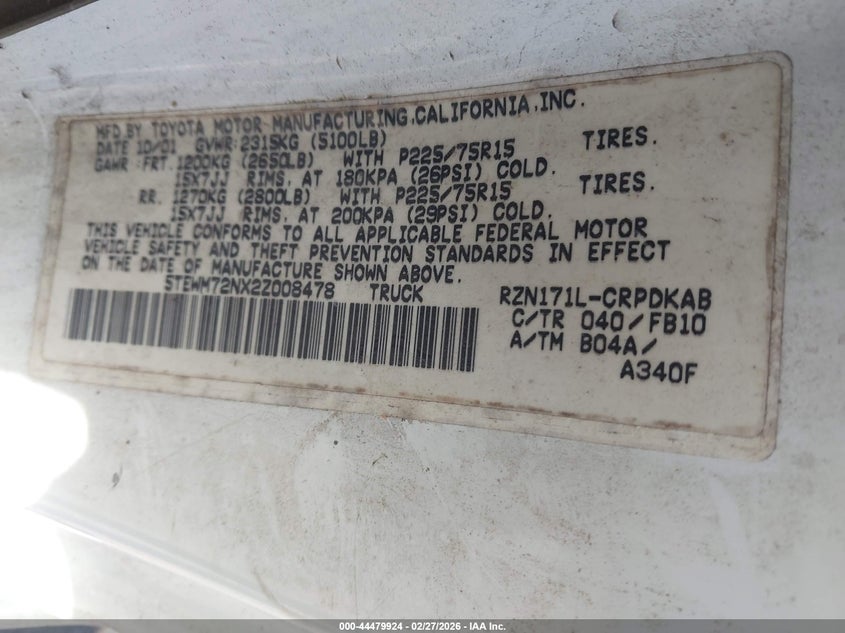 MFD.BY TOYOTA MOTOR MANUFACTURING,CALIFORNIA,INC.
DATE 10/01 GVWR:2315KG (5100LB)
GAWR :FRT. 1200KG (2650LB) WITH P225/75R15 TIRES.
15X7JJ RIMS, AT 180KPA (26PSI) COLD.
RR. 1270KG (2800LB) WITH P225/75R15 TIRES.
15X7JJ RIMS, AT 200KPA (29PSI) COLD.
THIS VEHICLE CONFORMS TO ALL APPLICABLE FEDERAL MOTOR
VEHICLE SAFETY AND THEFT PREVENTION STANDARDS IN EFFECT
ON THE DATE OF MANUFACTURE SHOWN ABOVE.
5TEWM72NX2Z008478 TRUCK RZN171L-CRPDKAB
C/TR 040/FB10
A/TM B04A/
A340F
000-44479924 - 02/27/2026 - IAA Inc.